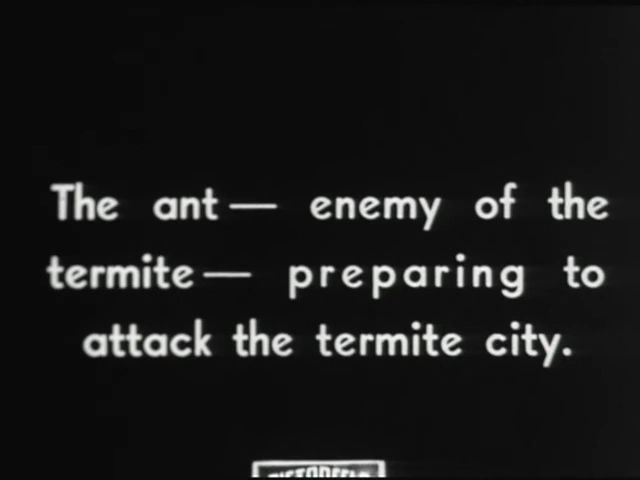 The ant — enemy of the
termite — preparing to
attack the termite city.